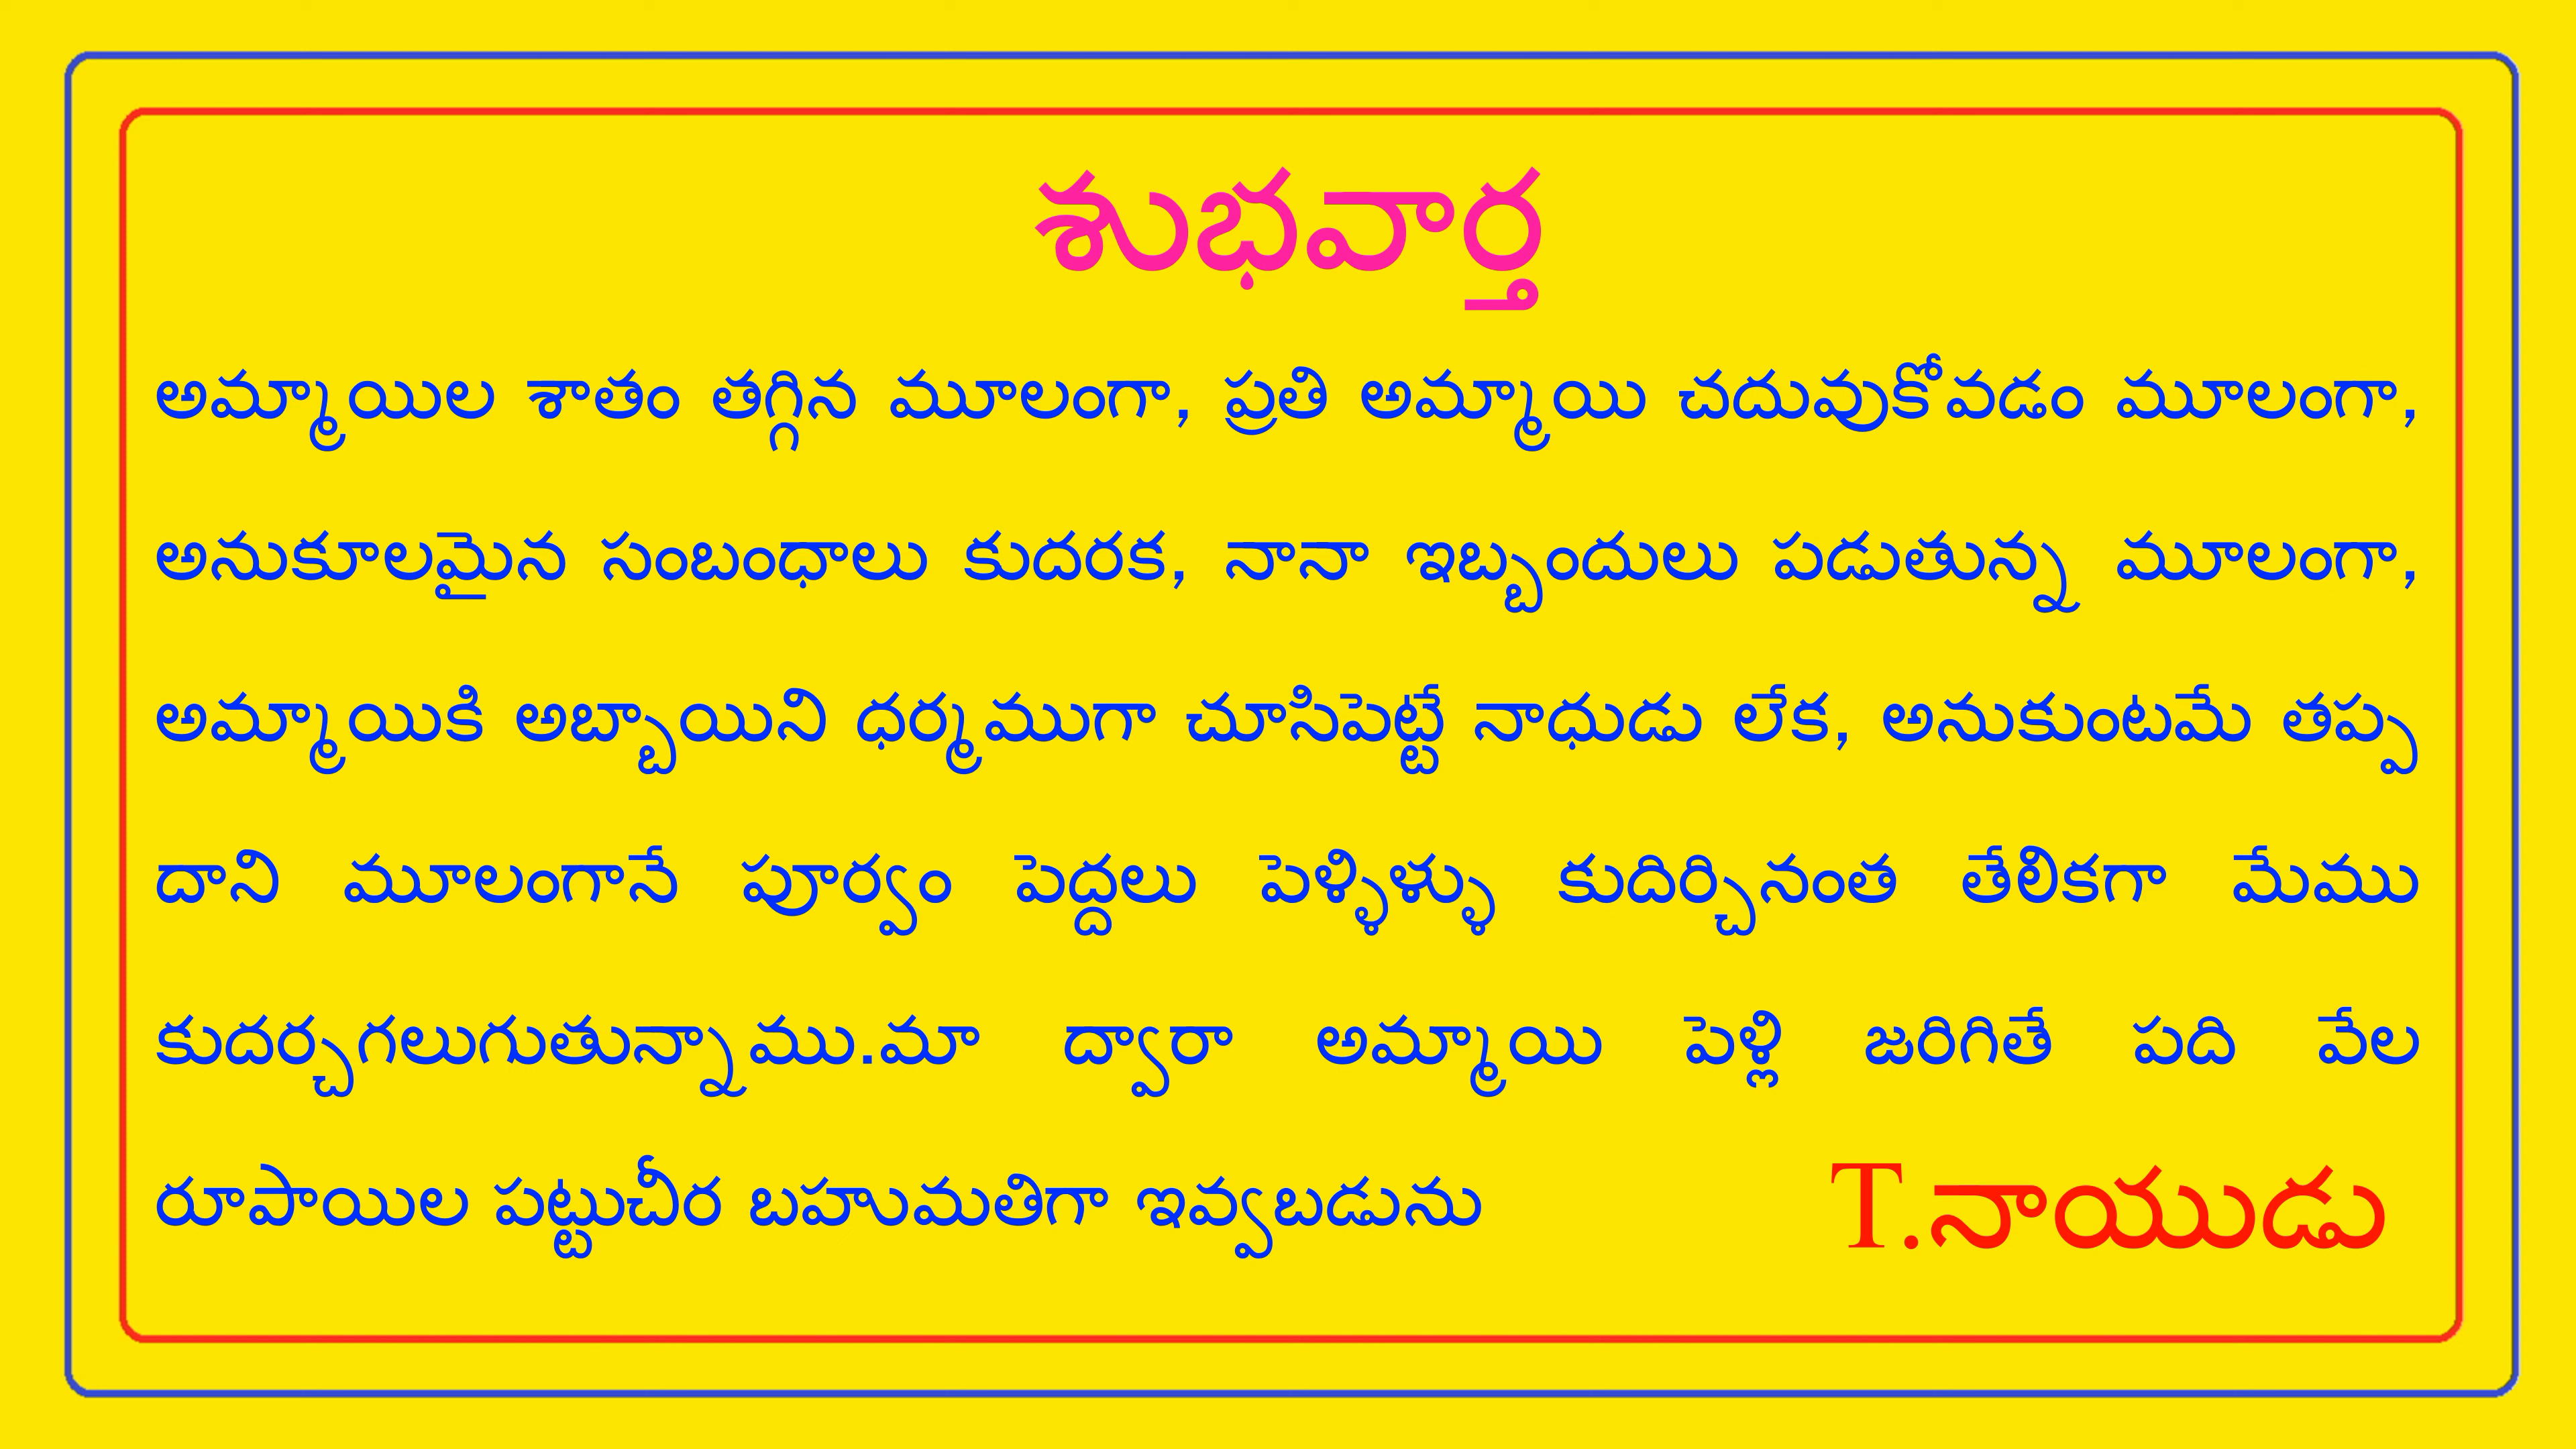 శుభవార్త
అమ్మాయిల శాతం తగ్గిన మూలంగా, ప్రతి అమ్మాయి చదువుకోవడం మూలంగా,
అనుకూలమైన సంబంధాలు కుదరక, నానా ఇబ్బందులు పడుతున్న మూలంగా,
అమ్మాయికి అబ్బాయిని ధర్మముగా చూసిపెట్టే నాధుడు లేక, అనుకుంటమే తప్ప
దాని మూలంగానే పూర్వం పెద్దలు పెళ్ళిళ్ళు కుదిర్చినంత తేలికగా మేము
కుదర్చగలుగుతున్నాము.మా ద్వారా అమ్మాయి పెళ్లి జరిగితే పది వేల
రూపాయిల పట్టుచీర బహుమతిగా ఇవ్వబడును T.నాయుడు